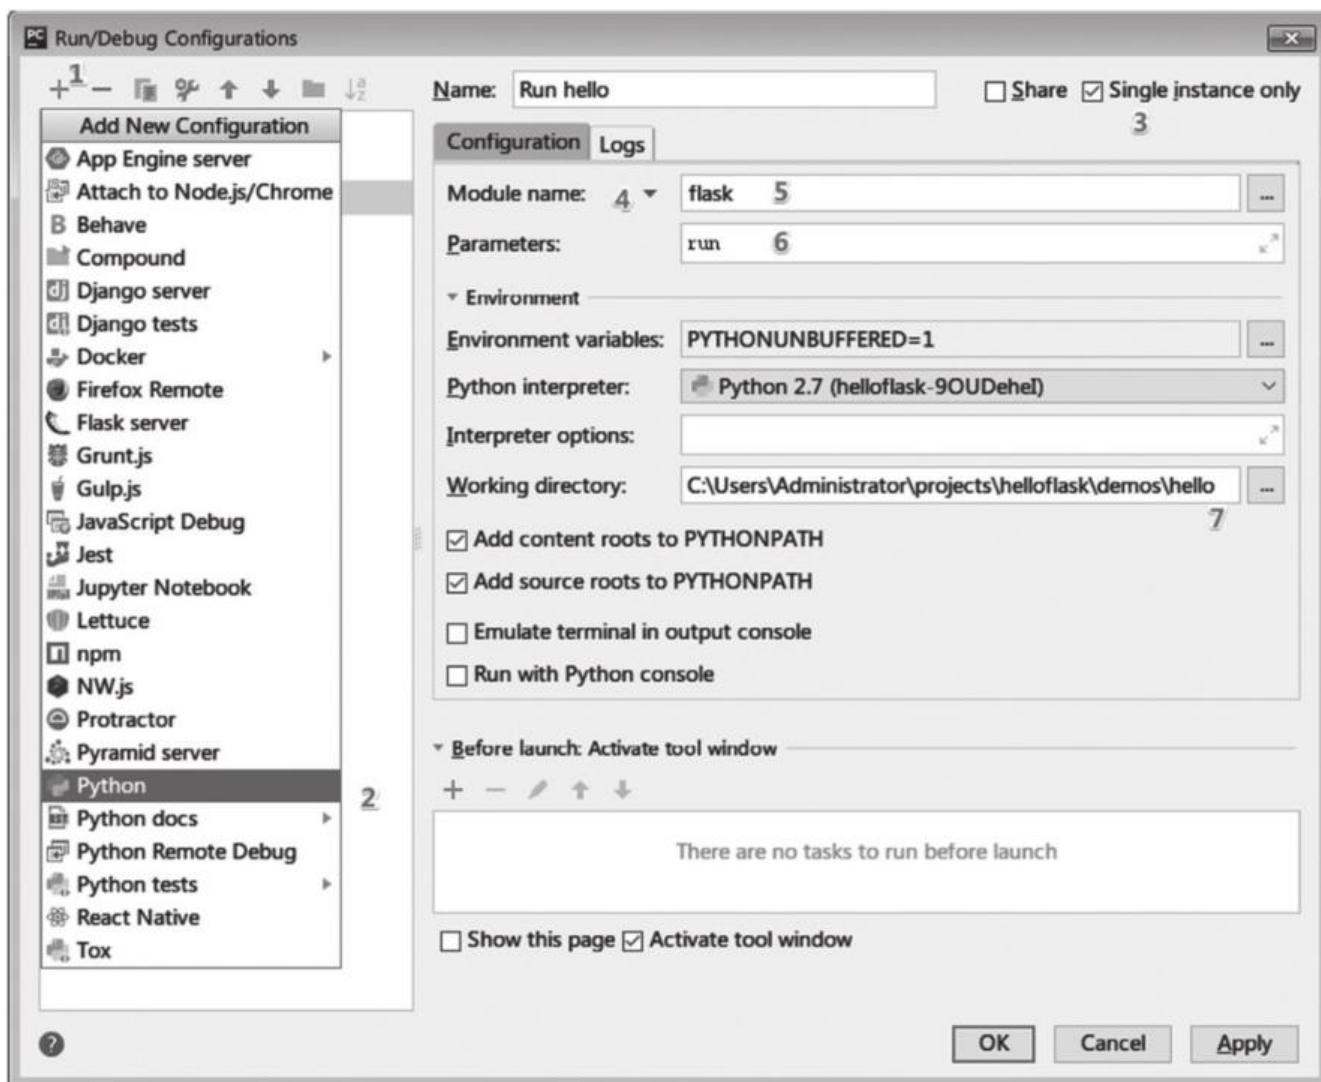 PC Run/Debug Configurations
1
Name: Run hello
Share Single instance only
3
Add New Configuration
App Engine server
Attach to Node.js/Chrome
Behave
Compound
Django server
Django tests
Docker
Firefox Remote
Flask server
Grunt.js
Gulp.js
JavaScript Debug
Jest
Jupyter Notebook
Lettuce
npm
NW.js
Protractor
Pyramid server
Python
2
Python docs
Python Remote Debug
Python tests
React Native
Tox
Configuration Logs
Module name: 4 flask 5 ...
Parameters: run 6
Environment
Environment variables: PYTHONUNBUFFERED=1 ...
Python interpreter: Python 2.7 (helloflask-9OUDeheI)
Interpreter options:
Working directory: C:\Users\Administrator\projects\helloflask\demos\hello ...
7
Add content roots to PYTHONPATH
Add source roots to PYTHONPATH
Emulate terminal in output console
Run with Python console
Before launch: Activate tool window
There are no tasks to run before launch
Show this page Activate tool window
? OK Cancel Apply